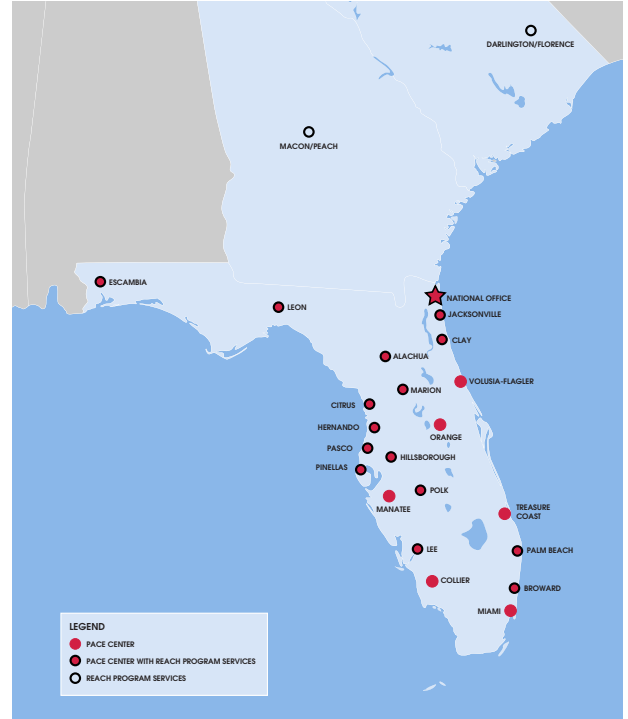 DARLINGTON/FLORENCE
MACON/PEACH
ESCAMBIA
NATIONAL OFFICE
LEON
JACKSONVILLE
CLAY
ALACHUA
VOLUSIA-FLAGLER
MARION
CITRUS
HERNANDO
ORANGE
PASCO
HILLSBOROUGH
PINELLAS
POLK
MANATEE
TREASURE
COAST
LEE
PALM BEACH
COLLIER
BROWARD
MIAMI
LEGEND
PACE CENTER
PACE CENTER WITH REACH PROGRAM SERVICES
REACH PROGRAM SERVICES